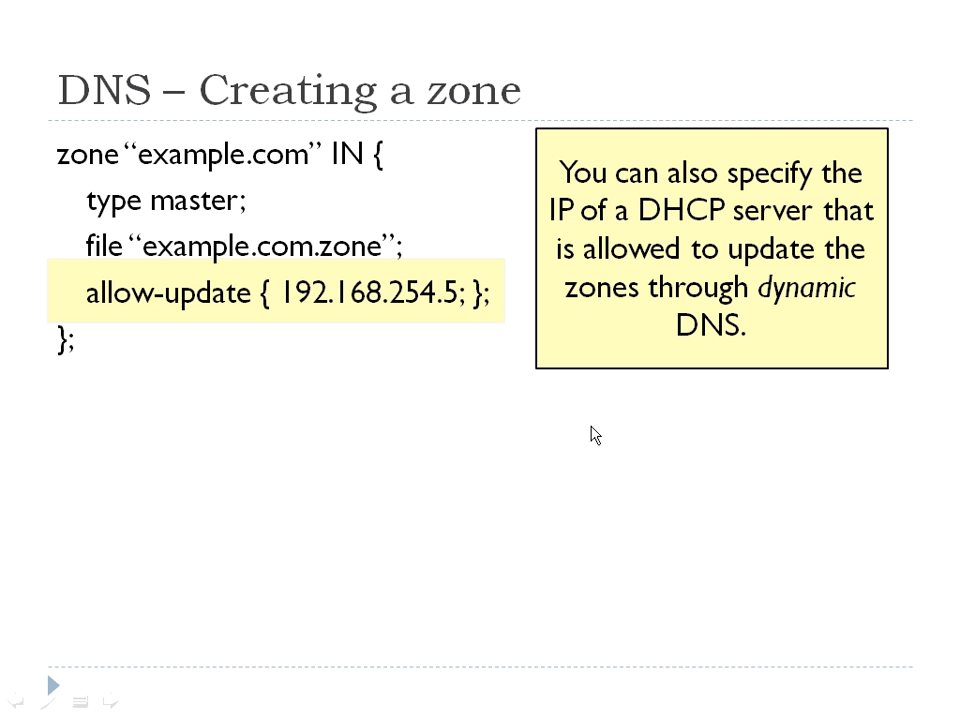 DNS – Creating a zone
zone “example.com” IN {
type master;
file “example.com.zone”;
allow-update { 192.168.254.5; };
};
You can also specify the
IP of a DHCP server that
is allowed to update the
zones through dynamic
DNS.